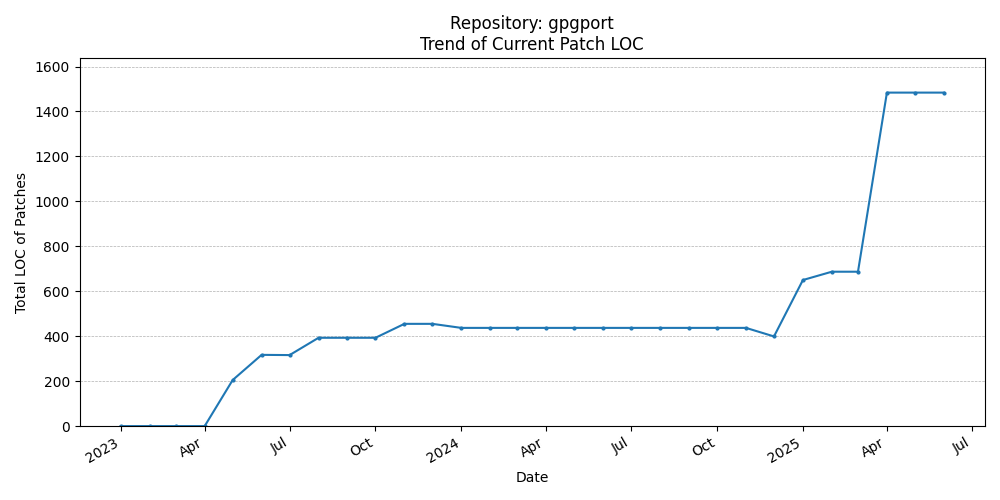 Repository: gpgport
Trend of Current Patch LOC
Total LOC of Patches
1600
1400
1200
1000
800
600
400
200
0
2023
Apr
Jul
Oct
2024
Apr
Jul
Oct
2025
Apr
Jul
Date